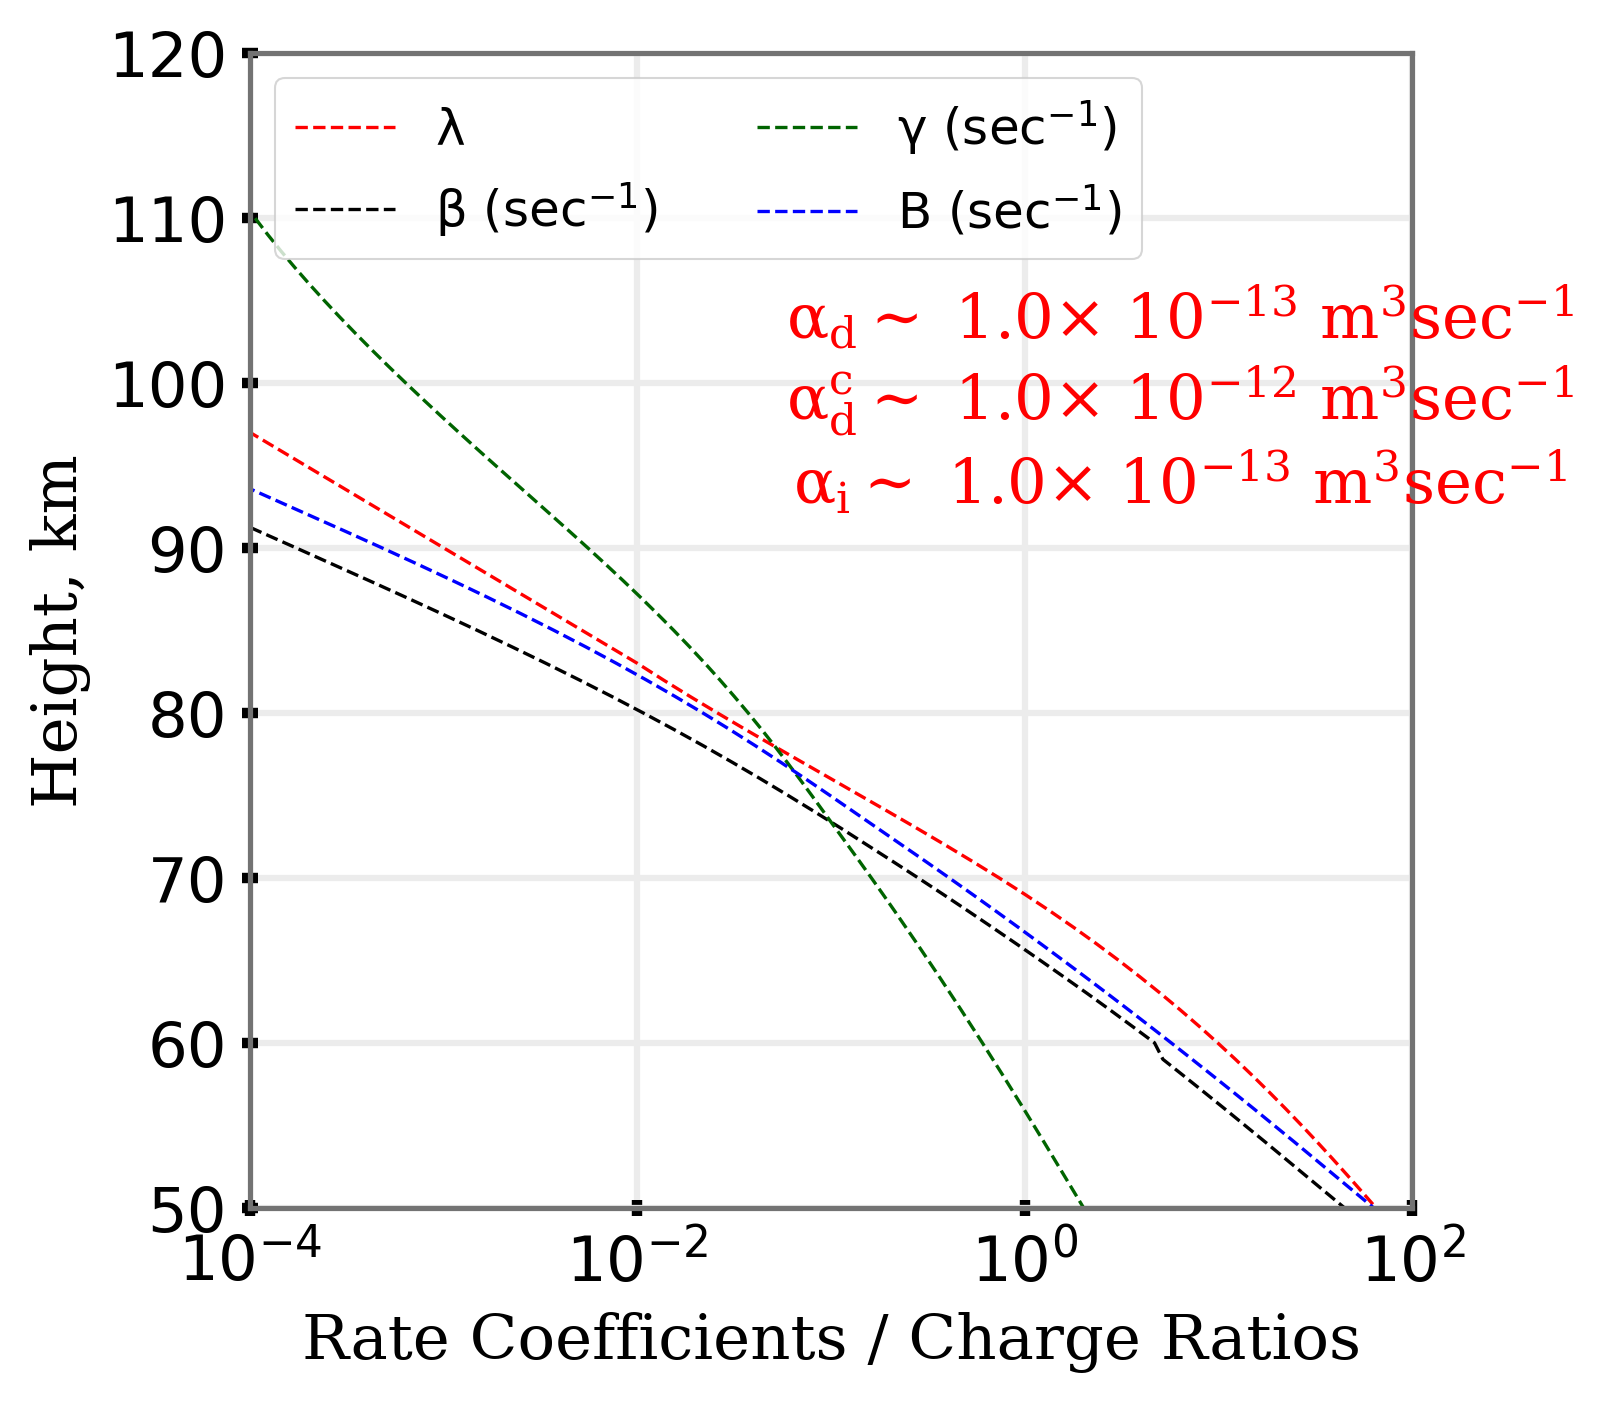 120
110
100
90
80
70
60
50
Height, km
λ
β (sec⁻¹)
γ (sec⁻¹)
B (sec⁻¹)
α_d ~ 1.0× 10⁻¹³ m³sec⁻¹
α_d^c ~ 1.0× 10⁻¹² m³sec⁻¹
α_i ~ 1.0× 10⁻¹³ m³sec⁻¹
10⁻⁴ 10⁻² 10⁰ 10²
Rate Coefficients / Charge Ratios